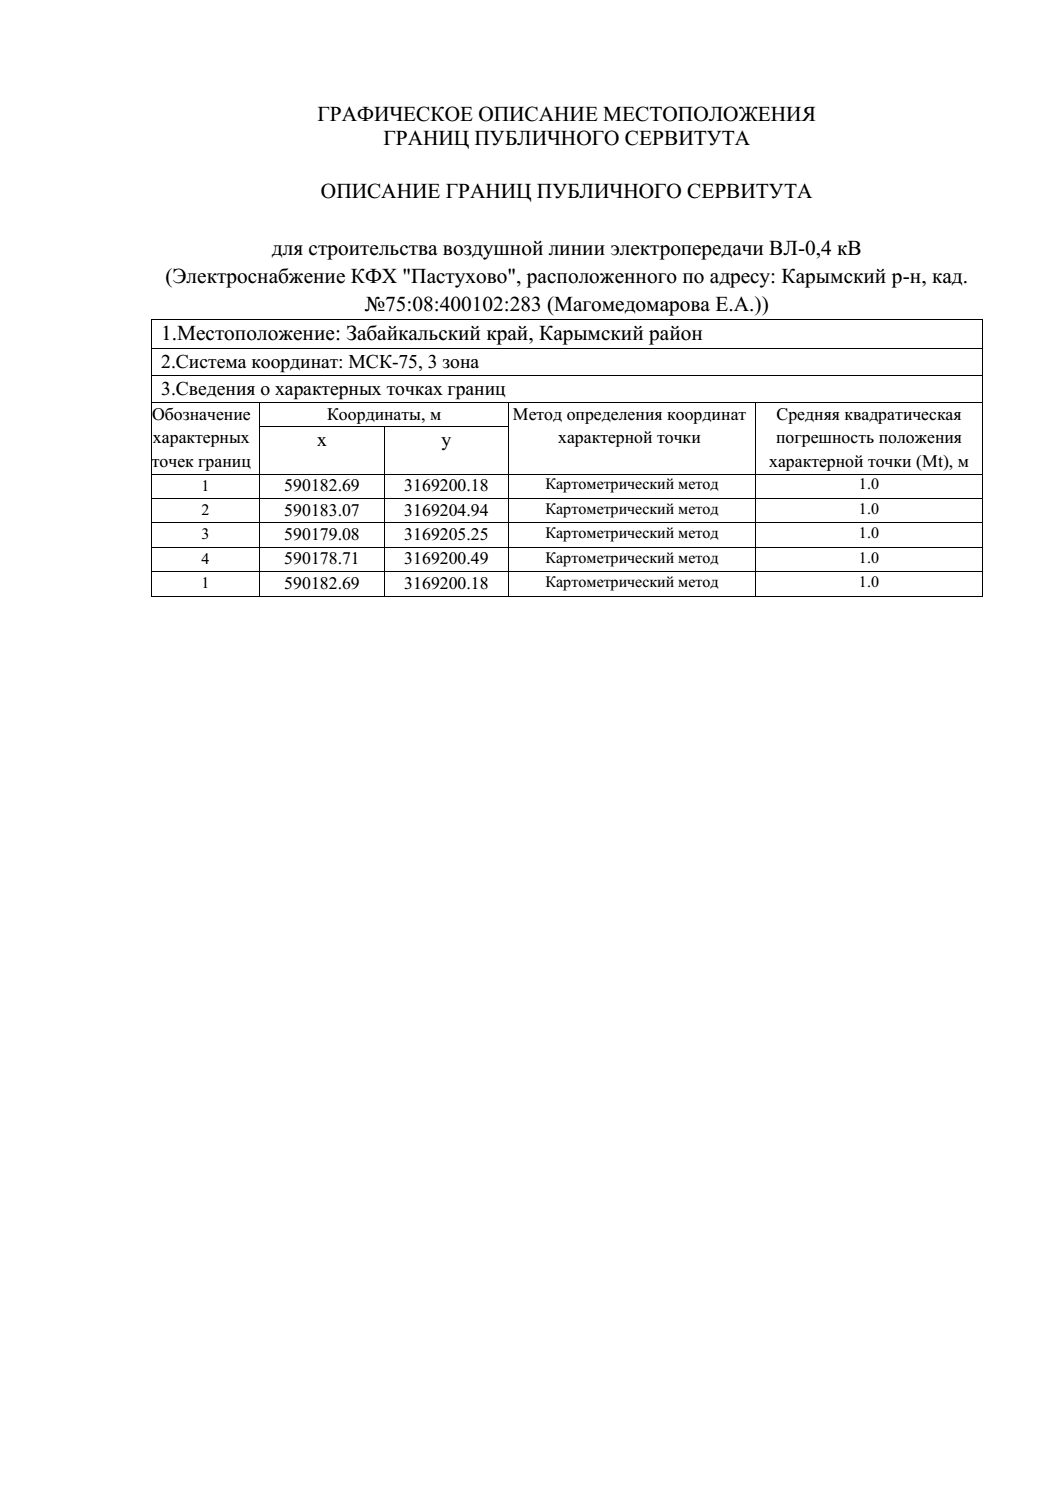 ГРАФИЧЕСКОЕ ОПИСАНИЕ МЕСТОПОЛОЖЕНИЯ
ГРАНИЦ ПУБЛИЧНОГО СЕРВИТУТА
ОПИСАНИЕ ГРАНИЦ ПУБЛИЧНОГО СЕРВИТУТА
для строительства воздушной линии электропередачи ВЛ-0,4 кВ
(Электроснабжение КФХ "Пастухово", расположенного по адресу: Карымский р-н, кад.
№75:08:400102:283 (Магомедомарова Е.А.))
1.Местоположение: Забайкальский край, Карымский район
2.Система координат: МСК-75, 3 зона
3.Сведения о характерных точках границ
Обозначение характерных точек границ
Координаты, м
x y
Метод определения координат характерной точки
Средняя квадратическая погрешность положения характерной точки (Mt), м
1 590182.69 3169200.18 Картометрический метод 1.0
2 590183.07 3169204.94 Картометрический метод 1.0
3 590179.08 3169205.25 Картометрический метод 1.0
4 590178.71 3169200.49 Картометрический метод 1.0
1 590182.69 3169200.18 Картометрический метод 1.0